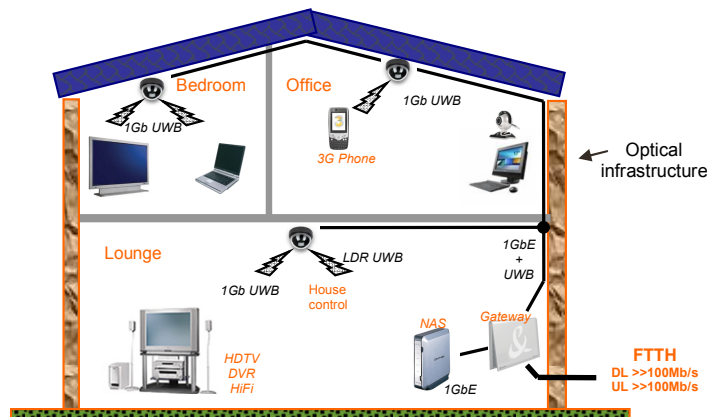 Bedroom
Office
1Gb UWB
1Gb UWB
3
3G Phone
Optical
infrastructure
Lounge
LDR UWB
1GbE
+
UWB
1Gb UWB
House
control
NAS
Gateway
&
HDTV
DVR
HiFi
1GbE
FTTH
DL >>100Mb/s
UL >>100Mb/s